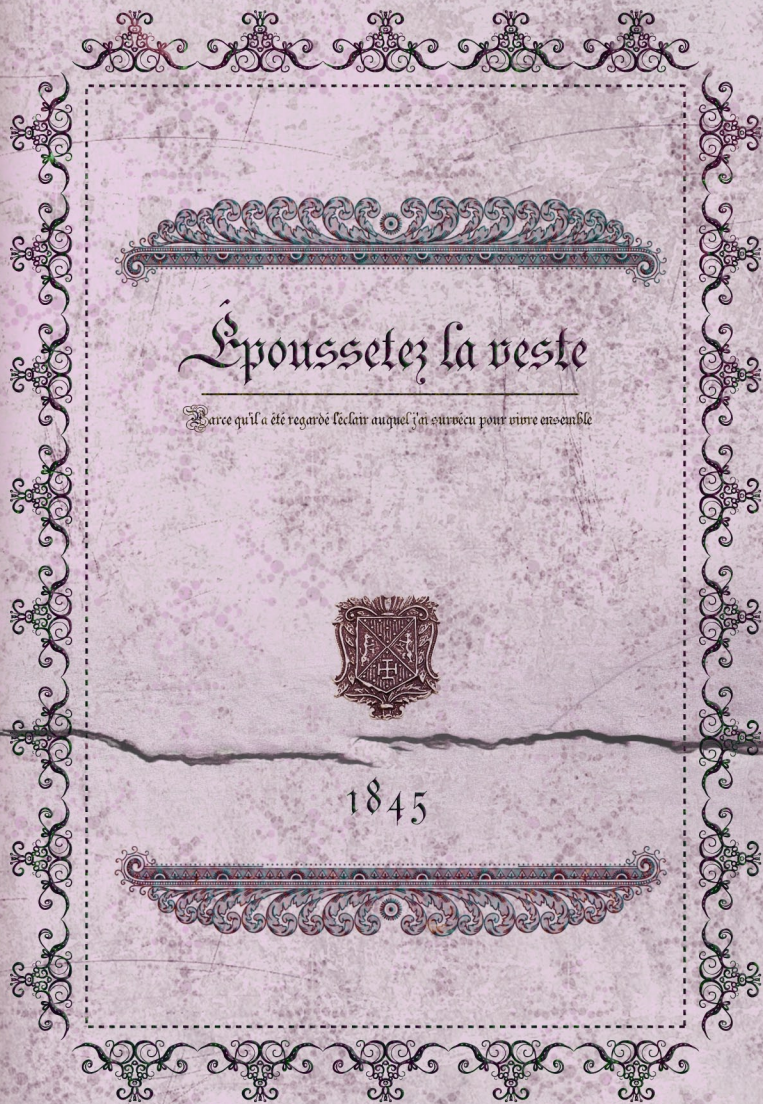 Époussetez la veste
Parce qu'il a été regardé l'éclair auquel j'ai survécu pour vivre ensemble
1845